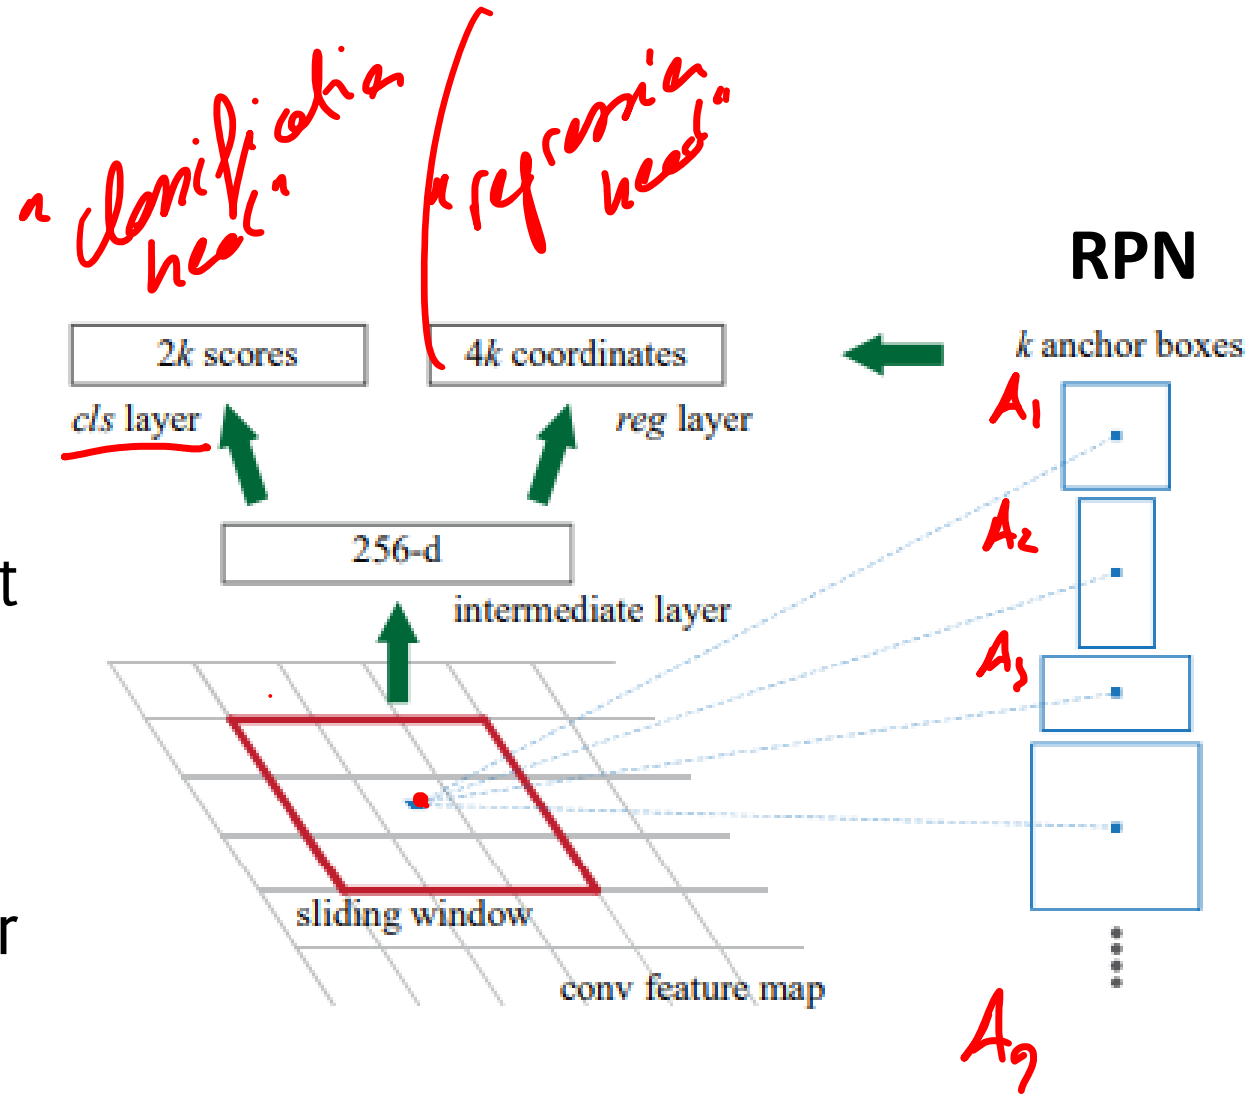 "classification
head"
"regression
head"
RPN
2k scores
4k coordinates
k anchor boxes
cls layer
reg layer
A1
A2
256-d
t
intermediate layer
A3
sliding window
r
conv feature map
A9